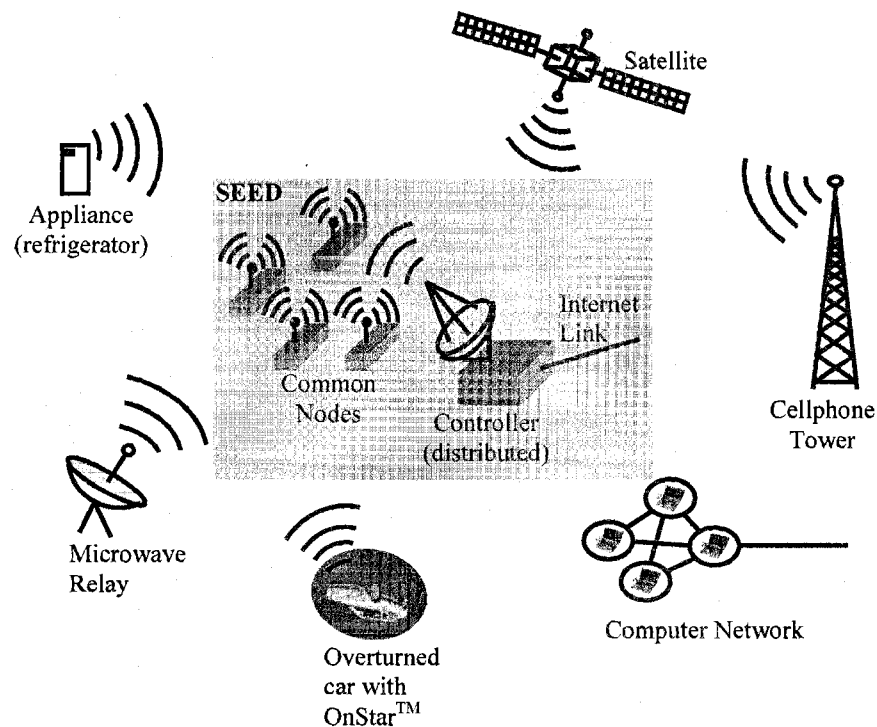 Satellite
Appliance
(refrigerator)
SEED
Internet
Link
Common
Nodes
Controller
(distributed)
Cellphone
Tower
Microwave
Relay
Computer Network
Overturned
car with
OnStar™